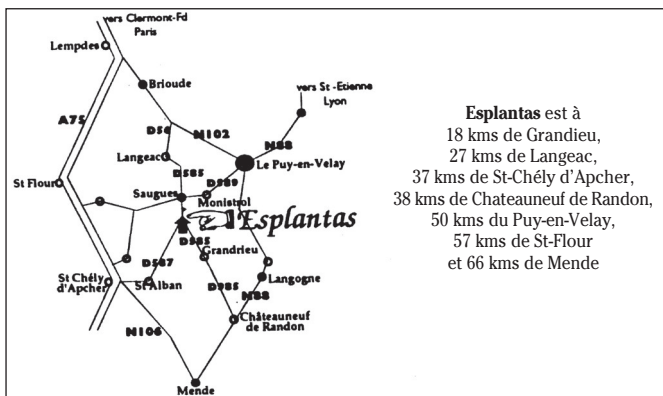 vers Clermont-Fd
Paris
Lempdes
Brioude
vers St-Etienne
Lyon
A75
D56
N102
N88
Langeac
Le Puy-en-Velay
D585
D589
St Flour
Saugues
Monistrol
Esplantas
D585
Grandrieu
D587
St Chély
d'Apcher
St Alban
D985
N88
Langogne
N106
Châteauneuf
de Randon
Mende
Esplantas est à
18 kms de Grandieu,
27 kms de Langeac,
37 kms de St-Chély d'Apcher,
38 kms de Chateauneuf de Randon,
50 kms du Puy-en-Velay,
57 kms de St-Flour
et 66 kms de Mende